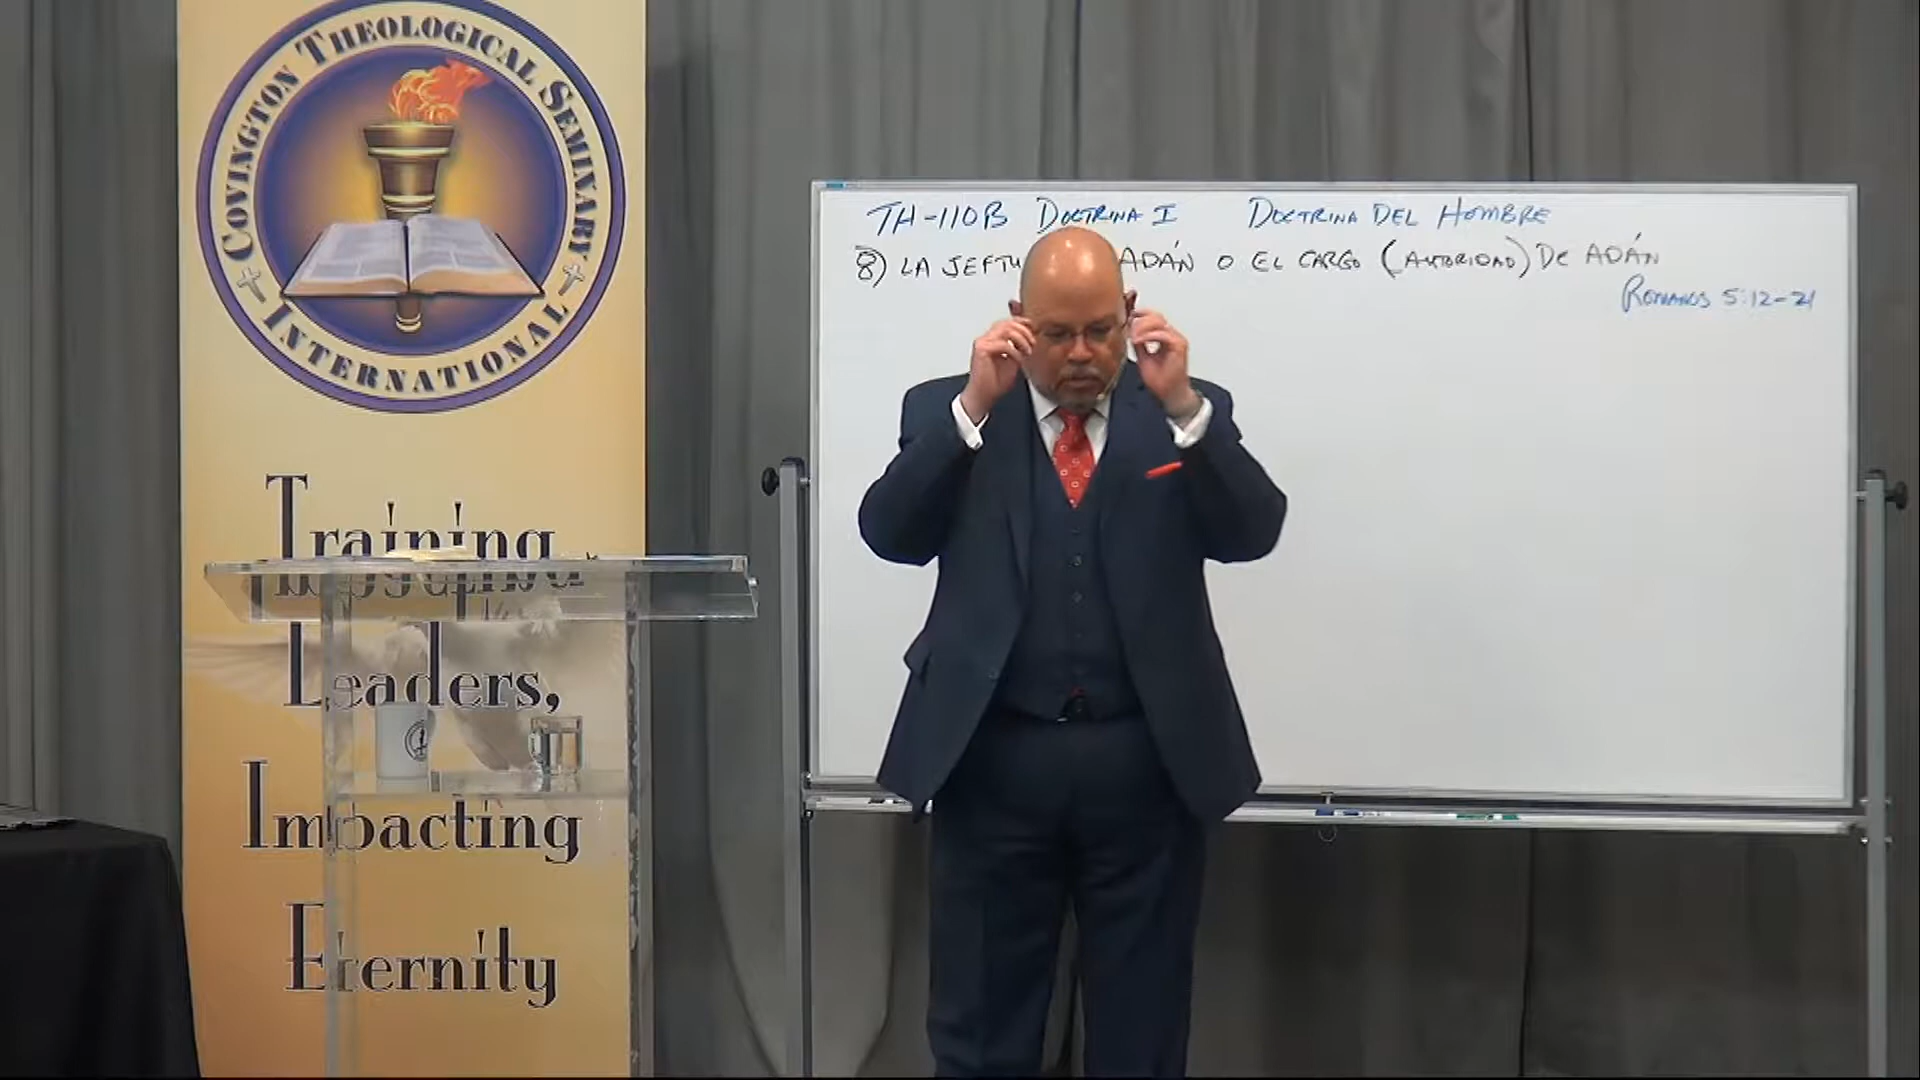 COVINGTON THEOLOGICAL SEMINARY
INTERNATIONAL
Training
Leaders,
Impacting
Eternity
TH-110B DOCTRINA I DOCTRINA DEL HOMBRE
8) LA ADÁN O EL CARGO (AUTORIDAD) DE ADÁN
ROMANOS 5:12-21